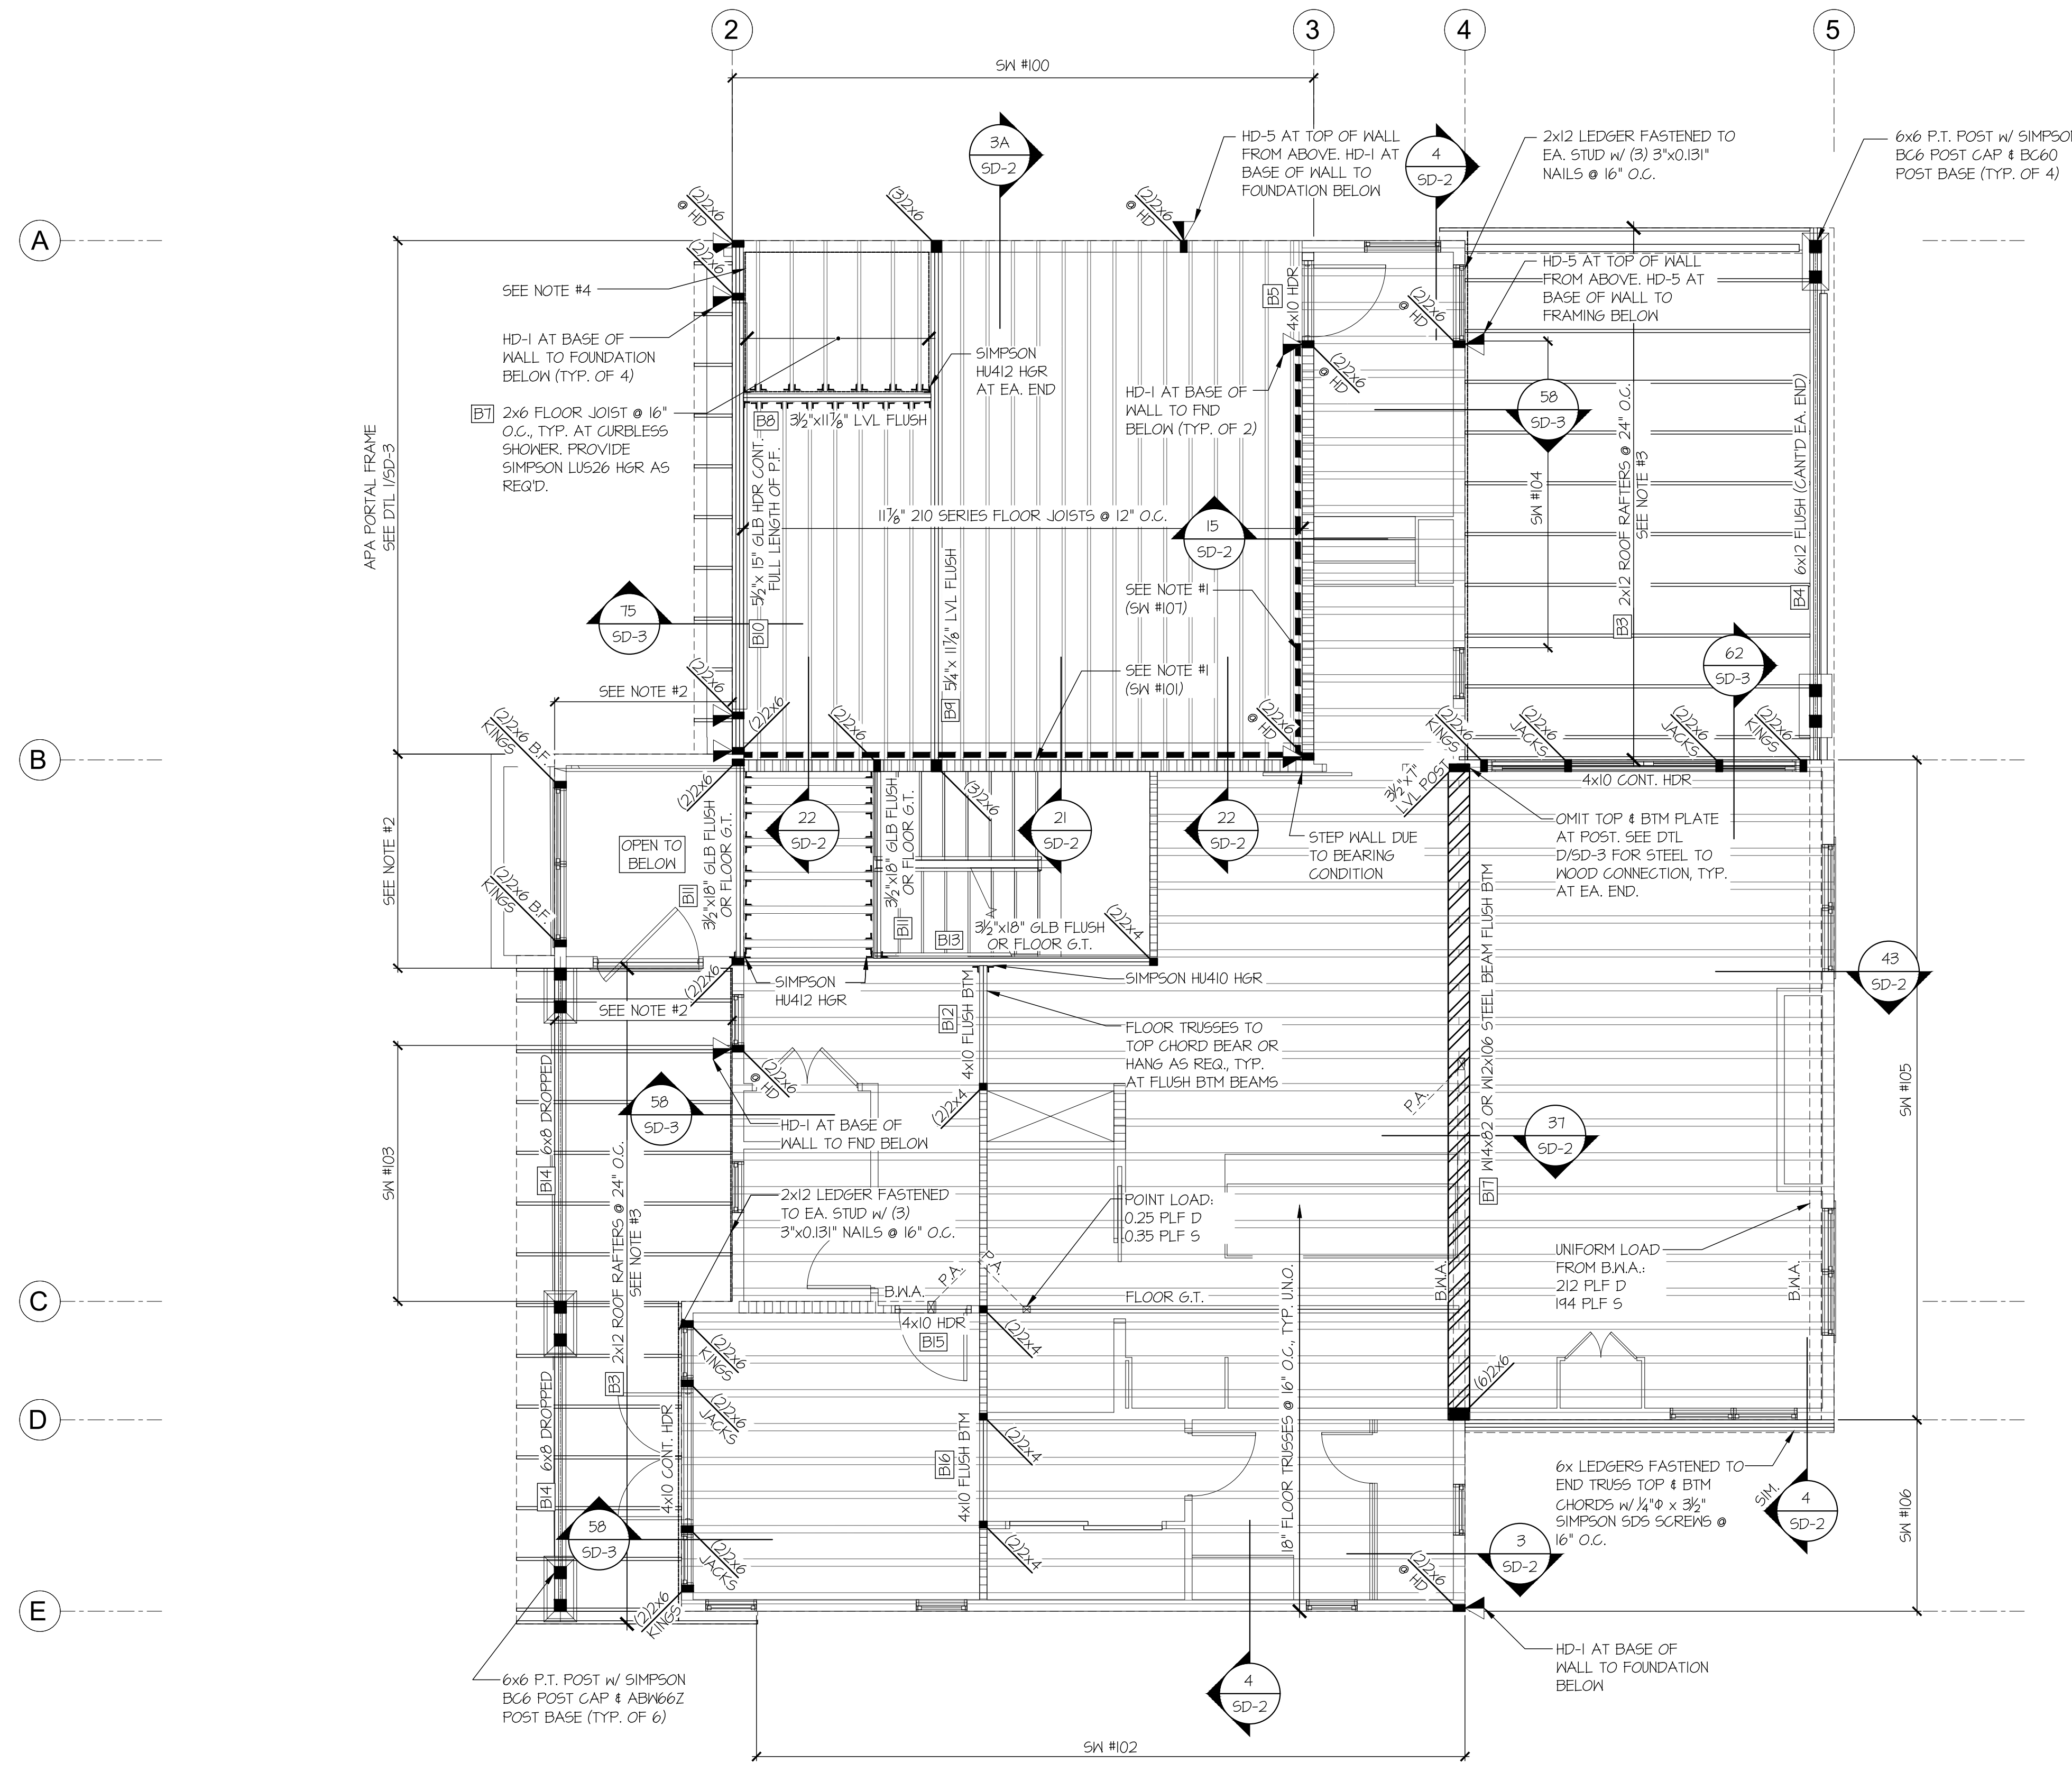 2
3
4
5
SW #100
3A
SD-2
HD-5 AT TOP OF WALL
FROM ABOVE. HD-1 AT
BASE OF WALL TO
FOUNDATION BELOW
4
SD-2
2x12 LEDGER FASTENED TO
EA. STUD w/ (3) 3"x0.131"
NAILS @ 16" O.C.
6x6 P.T. POST w/ SIMPSON
BC6 POST CAP & BC60
POST BASE (TYP. OF 4)
A
(2)2x6
@ HD
(3)2x6
(2)2x6
@ HD
(2)2x6
SEE NOTE #4
HD-1 AT BASE OF
WALL TO FOUNDATION
BELOW (TYP. OF 4)
B7
2x6 FLOOR JOIST @ 16"
O.C., TYP. AT CURBLESS
SHOWER. PROVIDE
SIMPSON LUS26 HGR AS
REQ'D.
SIMPSON
HU412 HGR
AT EA. END
B8
3½"x11⅞" LVL FLUSH
B5
4x10 HDR
(2)2x6
@ HD
(2)2x6
@ HD
HD-5 AT TOP OF WALL
FROM ABOVE. HD-5 AT
BASE OF WALL TO
FRAMING BELOW
HD-1 AT BASE OF
WALL TO FND
BELOW (TYP. OF 2)
58
SD-3
SW #104
B3
2x12 ROOF RAFTERS @ 24" O.C.
SEE NOTE #3
B4
6x12 FLUSH (CANT'D EA. END)
APA PORTAL FRAME
SEE DTL 1/SD-3
B10
5½"x 15" GLB HDR CONT.
FULL LENGTH OF P.F.
11⅞" 210 SERIES FLOOR JOISTS @ 12" O.C.
15
SD-2
B9
5¼"x 11⅞" LVL FLUSH
SEE NOTE #1
(SW #107)
75
SD-3
SEE NOTE #1
(SW #101)
62
SD-3
SEE NOTE #2
(2)2x6
(2)2x6
(2)2x6
(2)2x6
@ HD
(2)2x6
KINGS
(2)2x6
JACKS
(2)2x6
JACKS
(2)2x6
KINGS
B
(2)2x6 B.F.
KINGS
(2)2x6
(3)2x6
3½"x7"
LVL POST
4x10 CONT. HDR
SEE NOTE #2
OPEN TO
BELOW
22
SD-2
21
SD-2
22
SD-2
STEP WALL DUE
TO BEARING
CONDITION
OMIT TOP & BTM PLATE
AT POST. SEE DTL
D/SD-3 FOR STEEL TO
WOOD CONNECTION, TYP.
AT EA. END.
(2)2x6 B.F.
KINGS
B11
3½"x18" GLB FLUSH
OR FLOOR G.T.
B11
3½"x18" GLB FLUSH
OR FLOOR G.T.
B13
3½"x18" GLB FLUSH
OR FLOOR G.T.
(2)2x4
(2)2x6
SIMPSON
HU412 HGR
SIMPSON HU410 HGR
43
SD-2
SEE NOTE #2
B12
4x10 FLUSH BTM
FLOOR TRUSSES TO
TOP CHORD BEAR OR
HANG AS REQ., TYP.
AT FLUSH BTM BEAMS
B17
W14x82 OR W12x106 STEEL BEAM FLUSH BTM
B14
6x8 DROPPED
58
SD-3
(2)2x6
@ HD
HD-1 AT BASE OF
WALL TO FND BELOW
(2)2x4
P.A.
37
SD-2
SW #105
SW #103
B3
2x12 ROOF RAFTERS @ 24" O.C.
SEE NOTE #3
2x12 LEDGER FASTENED
TO EA. STUD w/ (3)
3"x0.131" NAILS @ 16" O.C.
POINT LOAD:
0.25 PLF D
0.35 PLF S
UNIFORM LOAD
FROM B.W.A.:
212 PLF D
194 PLF S
P.A.
P.A.
B.W.A.
B.W.A.
B.W.A.
C
FLOOR G.T.
4x10 HDR
B15
(2)2x4
(2)2x6
KINGS
(2)2x6
JACKS
(6)2x6
D
B14
6x8 DROPPED
4x10 CONT. HDR
B16
4x10 FLUSH BTM
(2)2x4
18" FLOOR TRUSSES @ 16" O.C., TYP. U.N.O.
6x LEDGERS FASTENED TO
END TRUSS TOP & BTM
CHORDS w/ ¼"Φ x 3½"
SIMPSON SDS SCREWS @
16" O.C.
SIM.
4
SD-2
SW #106
58
SD-3
(2)2x6
JACKS
(2)2x4
3
SD-2
(2)2x6
@ HD
E
(2)2x6
KINGS
HD-1 AT BASE OF
WALL TO FOUNDATION
BELOW
6x6 P.T. POST w/ SIMPSON
BC6 POST CAP & ABW66Z
POST BASE (TYP. OF 6)
4
SD-2
SW #102